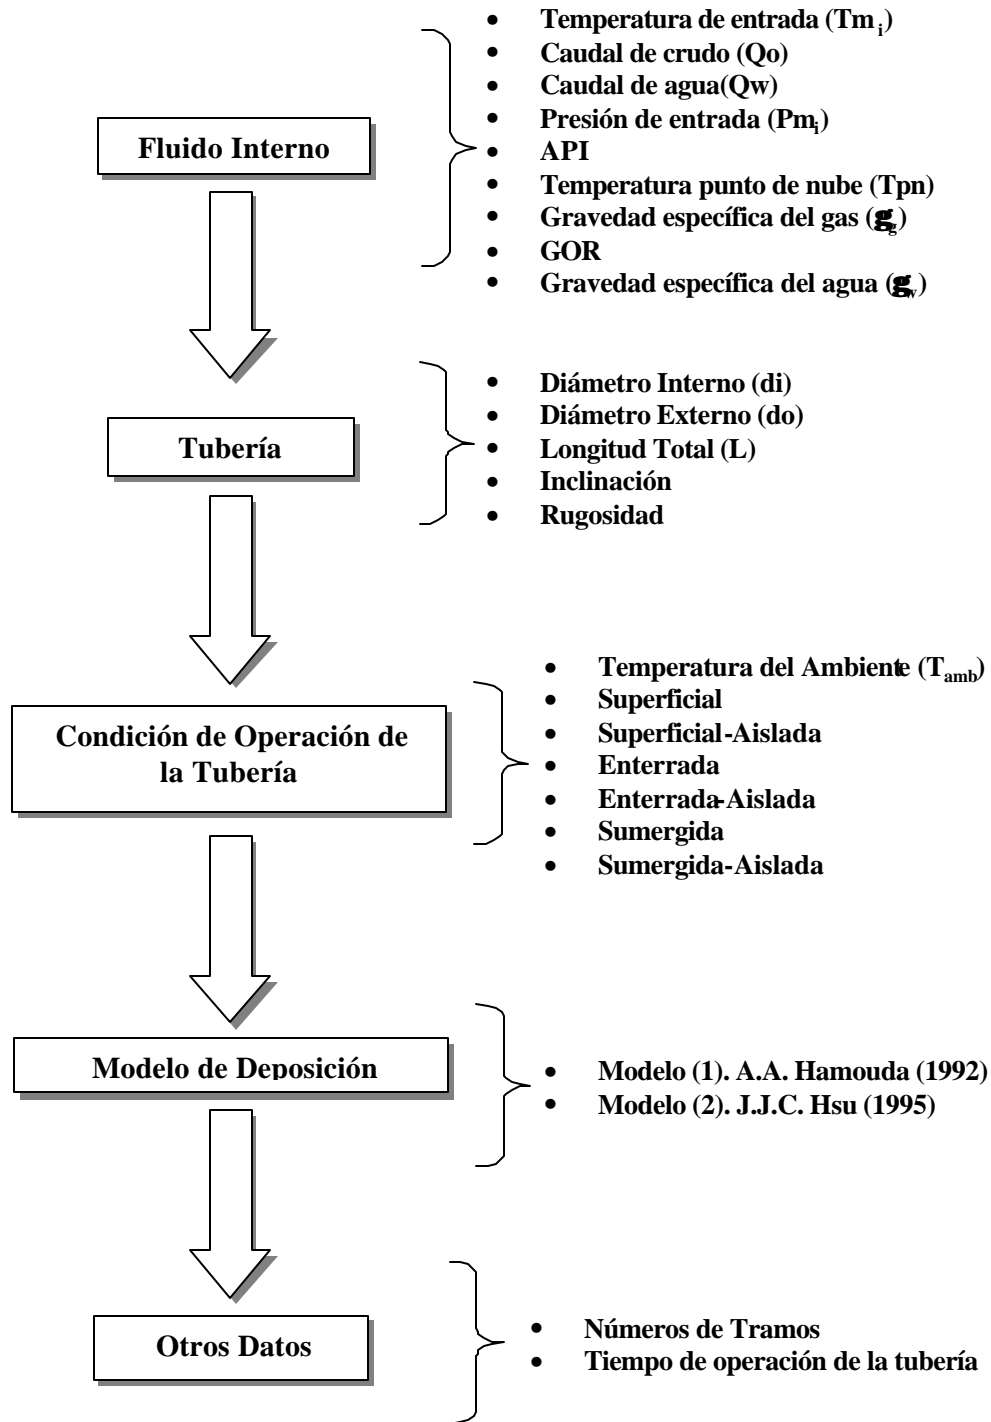 Fluido Interno
• Temperatura de entrada (Tm i)
• Caudal de crudo (Qo)
• Caudal de agua(Qw)
• Presión de entrada (Pmi)
• API
• Temperatura punto de nube (Tpn)
• Gravedad específica del gas (gg)
• GOR
• Gravedad específica del agua (gw)
Tubería
• Diámetro Interno (di)
• Diámetro Externo (do)
• Longitud Total (L)
• Inclinación
• Rugosidad
Condición de Operación de
la Tubería
• Temperatura del Ambiente (Tamb)
• Superficial
• Superficial-Aislada
• Enterrada
• Enterrada-Aislada
• Sumergida
• Sumergida-Aislada
Modelo de Deposición
• Modelo (1). A.A. Hamouda (1992)
• Modelo (2). J.J.C. Hsu (1995)
Otros Datos
• Números de Tramos
• Tiempo de operación de la tubería